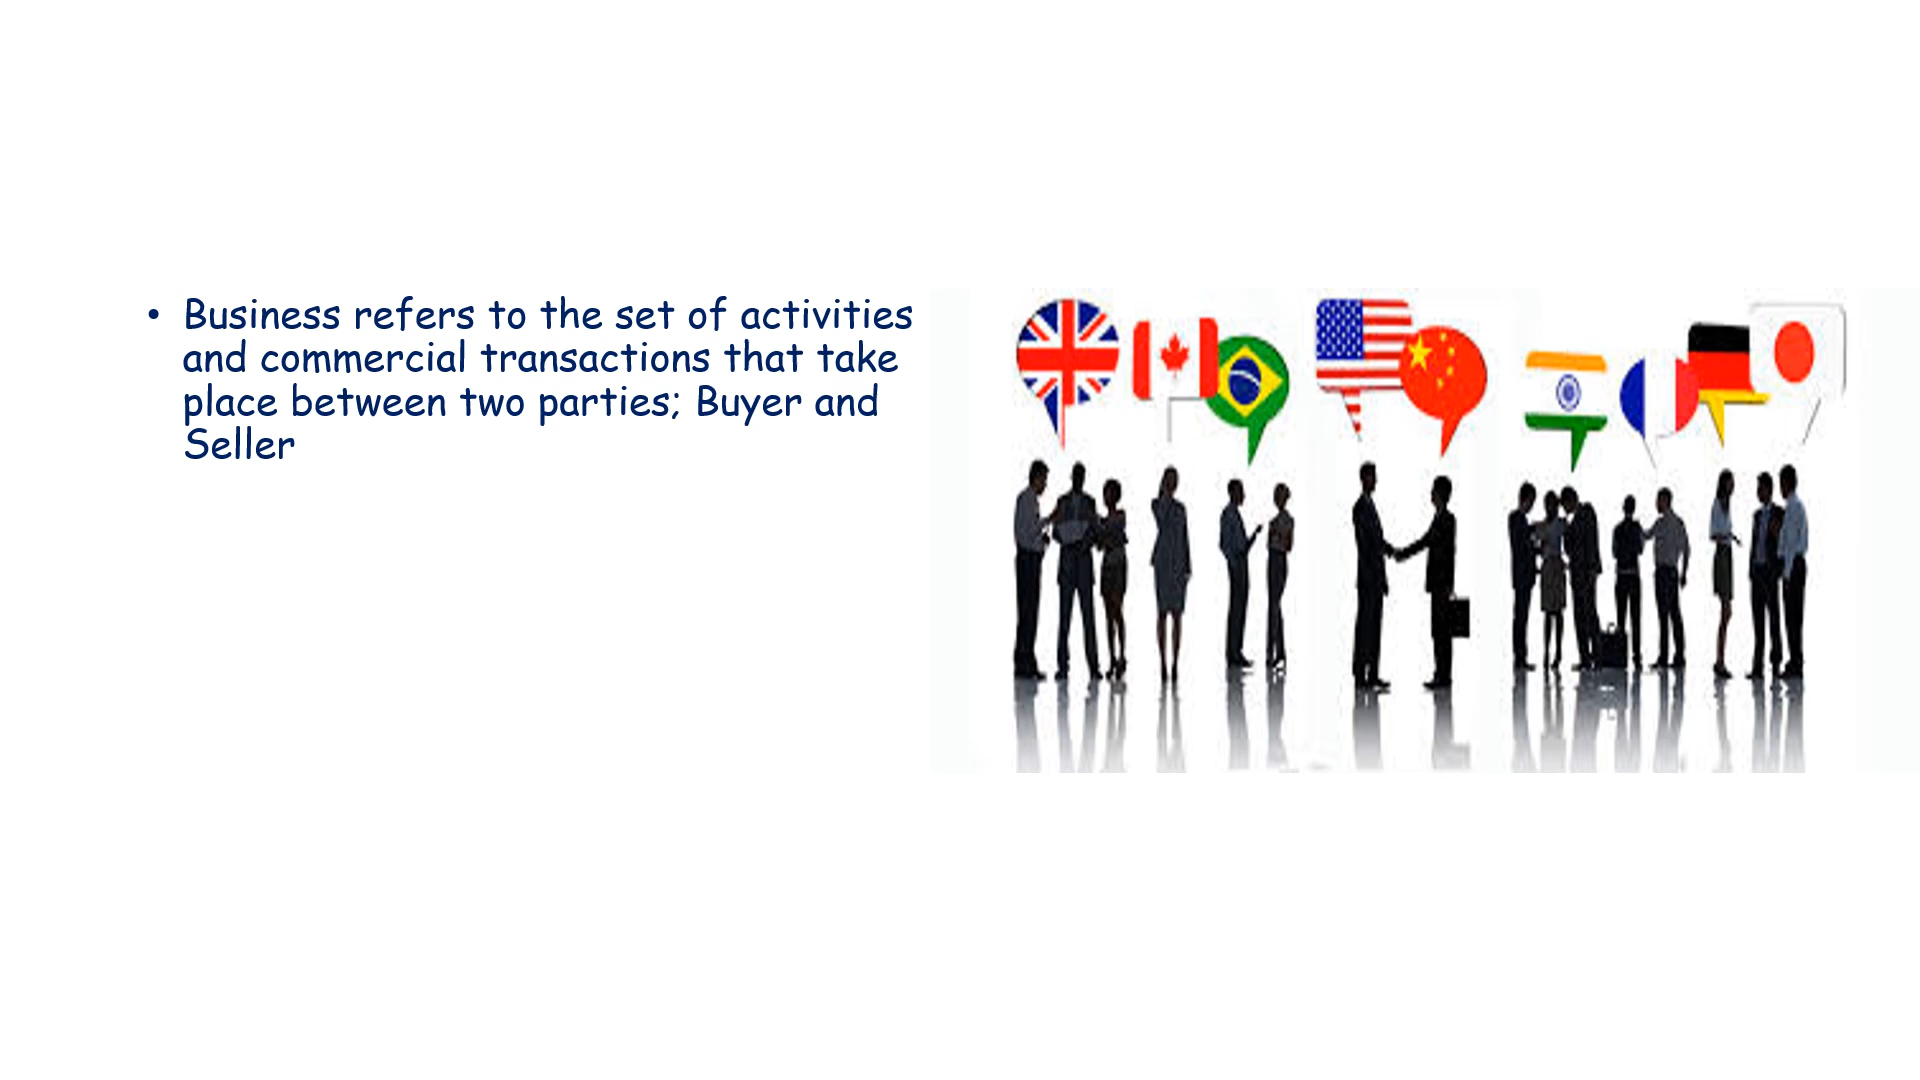 • Business refers to the set of activities
and commercial transactions that take
place between two parties; Buyer and
Seller